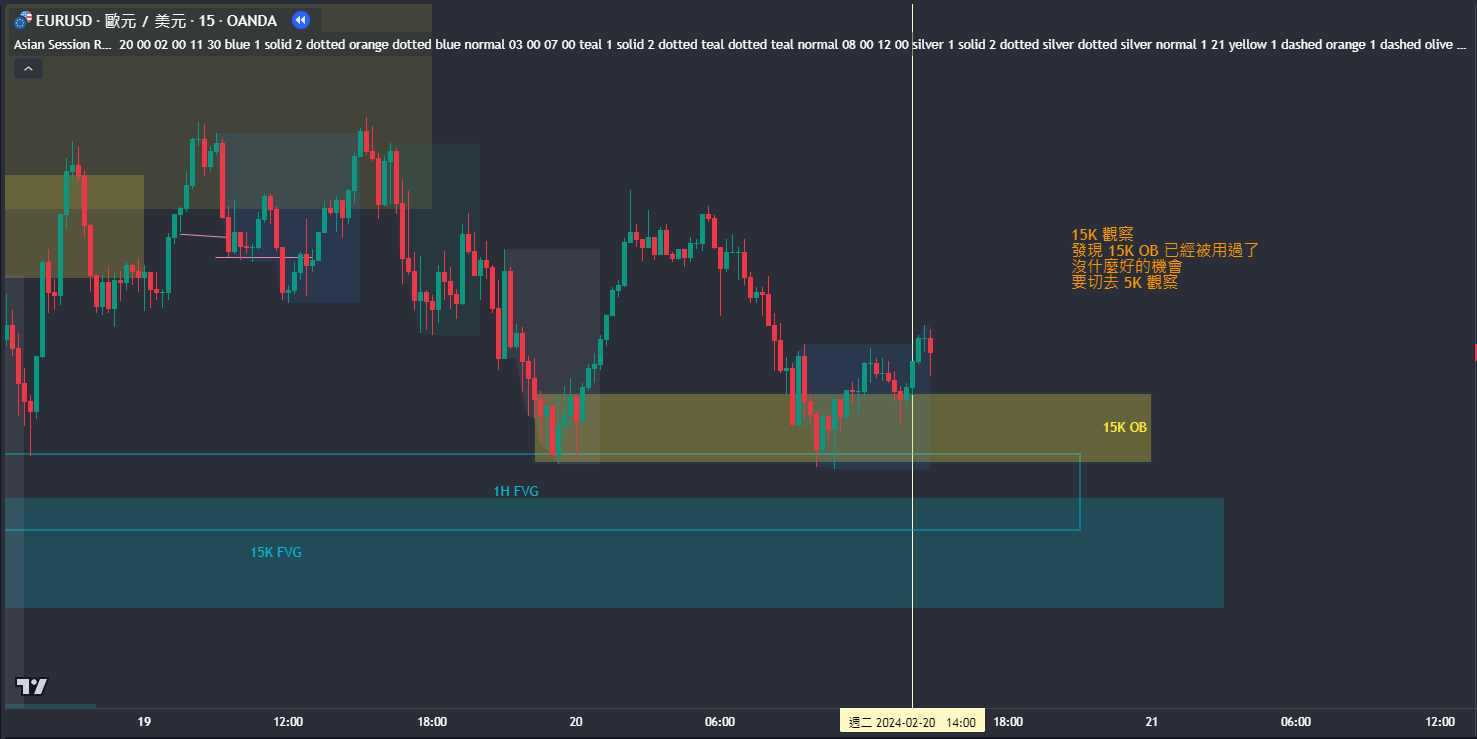 EURUSD · 歐元 / 美元 · 15 · OANDA
Asian Session R... 20 00 02 00 11 30 blue 1 solid 2 dotted orange dotted blue normal 03 00 07 00 teal 1 solid 2 dotted teal dotted teal normal 08 00 12 00 silver 1 solid 2 dotted silver dotted silver normal 1 21 yellow 1 dashed orange 1 dashed olive ...
15K 觀察
發現 15K OB 已經被用過了
沒什麼好的機會
要切去 5K 觀察
15K OB
1H FVG
15K FVG
19 12:00 18:00 20 06:00 週二 2024-02-20 14:00 18:00 21 06:00 12:00